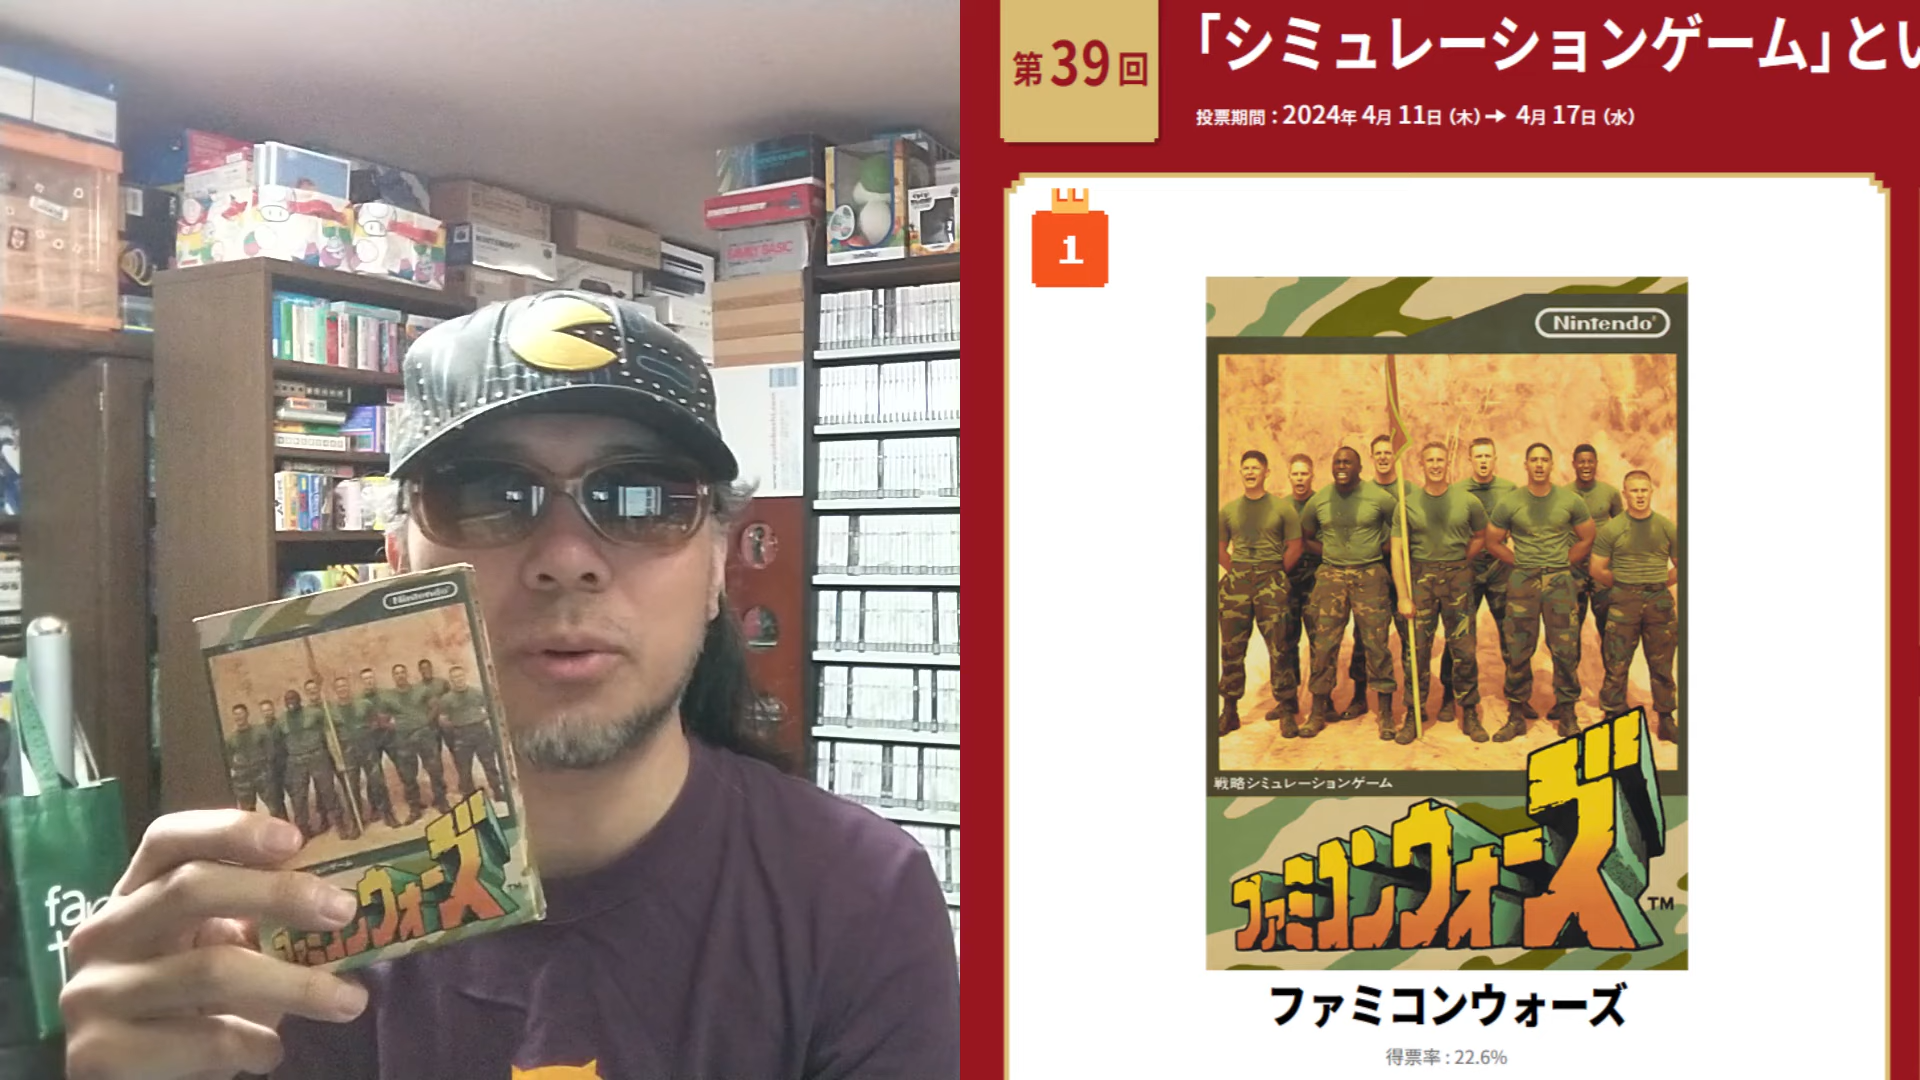 第39回
「シミュレーションゲーム」とい
投票期間 : 2024年 4月 11日 (木)➝ 4月 17日 (水)
1
Nintendo
戦略シミュレーションゲーム
ファミコンウォーズ
TM
ファミコンウォーズ
得票率 : 22.6%
FAMILY BASIC
Nintendo
ファミコンウォーズ
TM